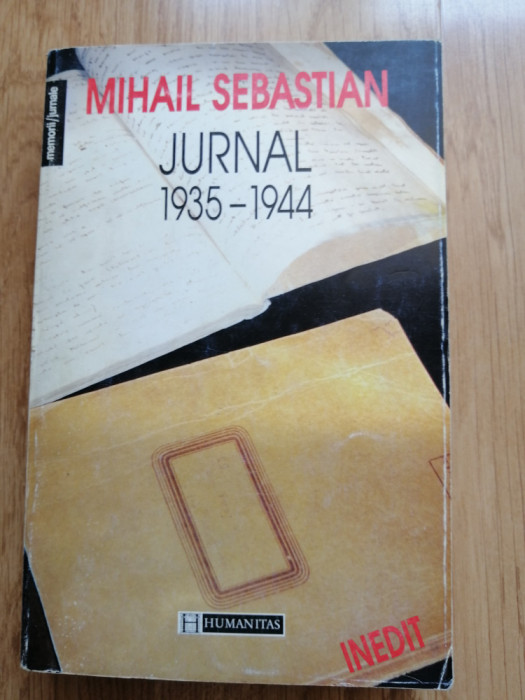 memorii/jurnale
MIHAIL SEBASTIAN
JURNAL
1935 – 1944
H HUMANITAS
INEDIT